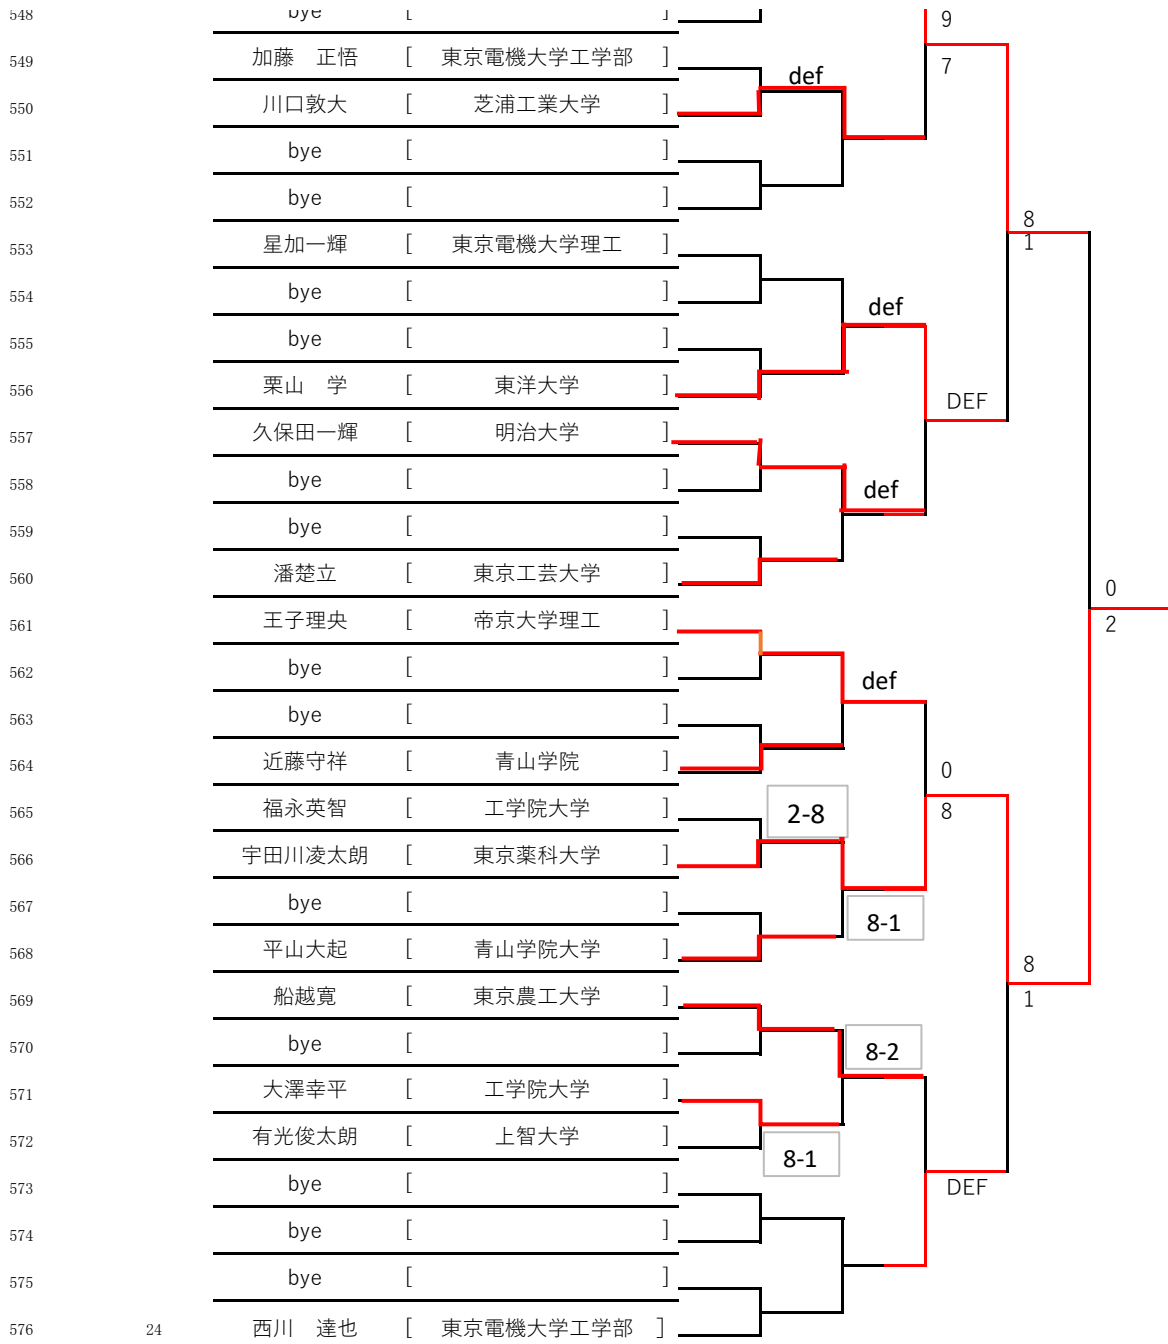 548 bye [ ]
9
549 加藤 正悟 [ 東京電機大学工学部 ]
7
def
550 川口敦大 [ 芝浦工業大学 ]
551 bye [ ]
552 bye [ ]
8
553 星加一輝 [ 東京電機大学理工 ]
1
554 bye [ ]
def
555 bye [ ]
556 栗山 学 [ 東洋大学 ]
DEF
557 久保田一輝 [ 明治大学 ]
558 bye [ ]
def
559 bye [ ]
560 潘楚立 [ 東京工芸大学 ]
0
561 王子理央 [ 帝京大学理工 ]
2
562 bye [ ]
def
563 bye [ ]
564 近藤守祥 [ 青山学院 ]
0
565 福永英智 [ 工学院大学 ]
2-8
8
566 宇田川凌太朗 [ 東京薬科大学 ]
567 bye [ ]
8-1
568 平山大起 [ 青山学院大学 ]
8
569 船越寛 [ 東京農工大学 ]
1
570 bye [ ]
8-2
571 大澤幸平 [ 工学院大学 ]
572 有光俊太朗 [ 上智大学 ]
8-1
573 bye [ ]
DEF
574 bye [ ]
575 bye [ ]
576 24 西川 達也 [ 東京電機大学工学部 ]